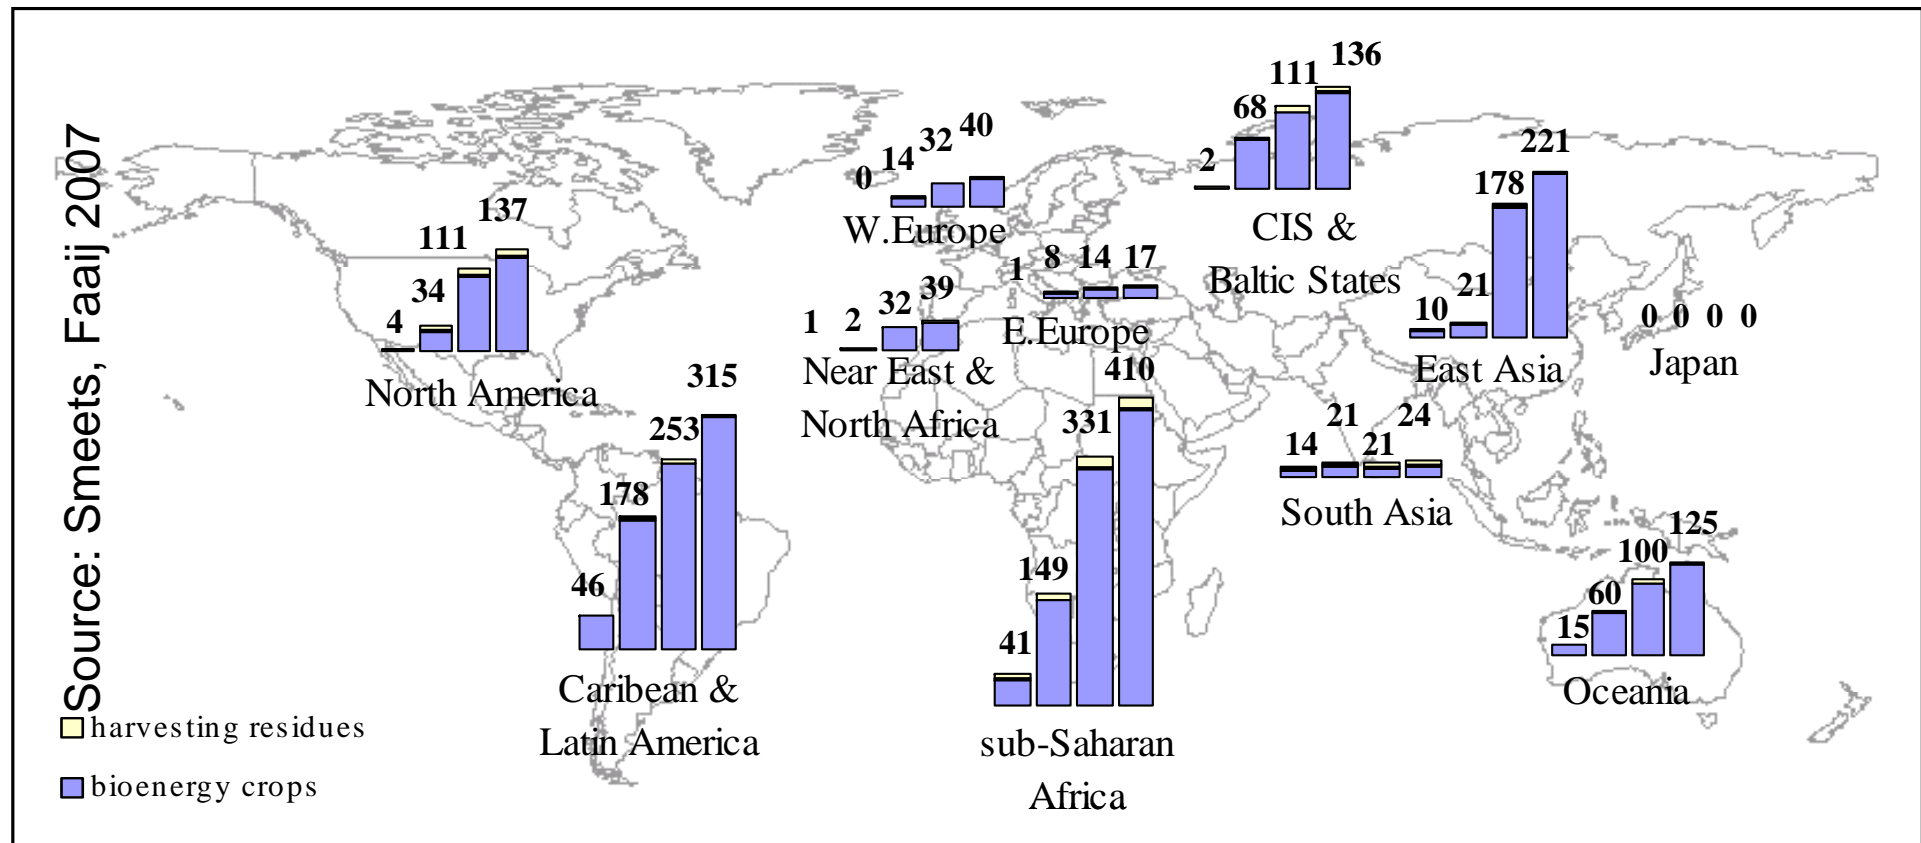 Source: Smeets, Faaij 2007
0 14 32 40
W.Europe
2 68 111 136
CIS &
Baltic States
4 34 111 137
North America
1 2 32 39
Near East &
North Africa
1 8 14 17
E.Europe
10 21 178 221
East Asia
0 0 0 0
Japan
46 178 253 315
Caribean &
Latin America
41 149 331 410
sub-Saharan
Africa
14 21 21 24
South Asia
15 60 100 125
Oceania
harvesting residues
bioenergy crops